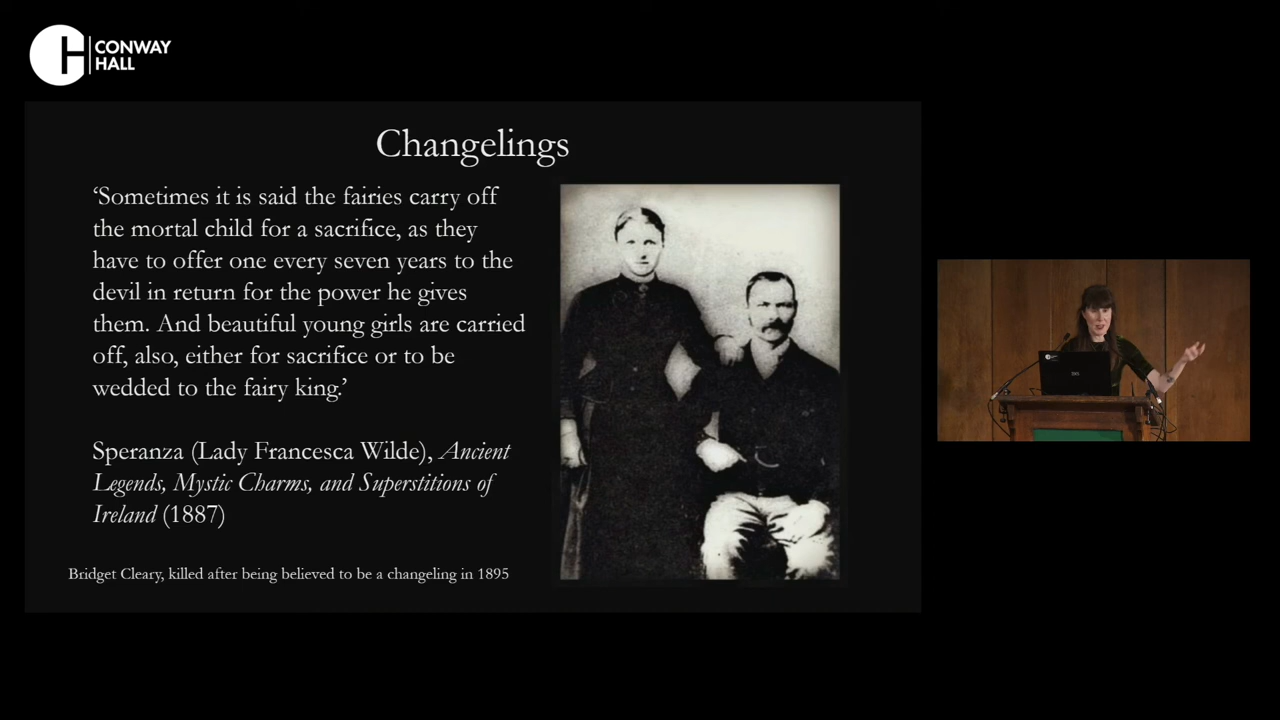 CONWAY
HALL
Changelings
‘Sometimes it is said the fairies carry off
the mortal child for a sacrifice, as they
have to offer one every seven years to the
devil in return for the power he gives
them. And beautiful young girls are carried
off, also, either for sacrifice or to be
wedded to the fairy king.’
Speranza (Lady Francesca Wilde), Ancient
Legends, Mystic Charms, and Superstitions of
Ireland (1887)
Bridget Cleary, killed after being believed to be a changeling in 1895